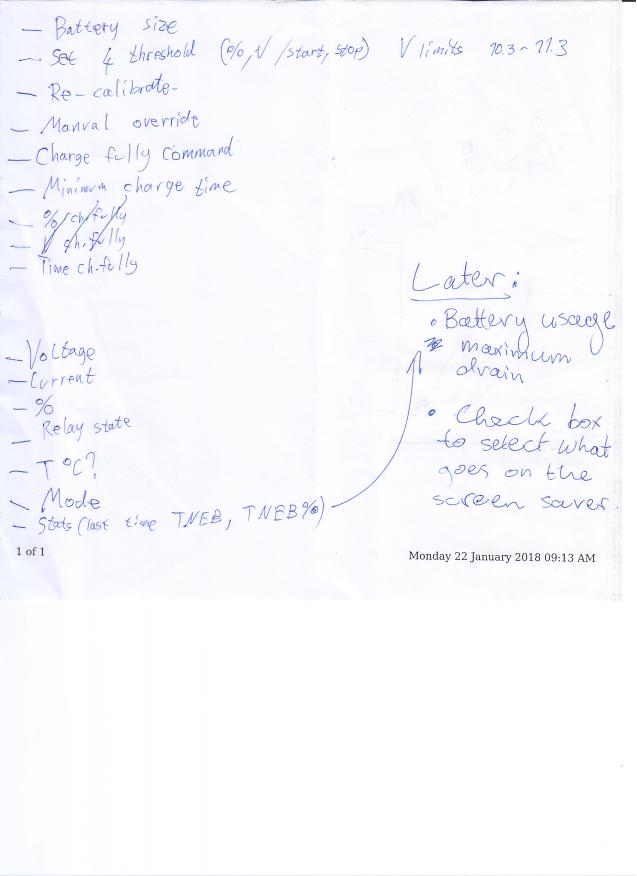 — Battery size
— Set 4 threshold (%, V /start, stop) V limits 10.3 ~ 11.3
— Re-calibrate-
— Manual override
— Charge fully command
— Minimum charge time
— % ch.fully
— V ch.fully
— Time ch.fully
Later:
• Battery usage
maximum
drain
• Check box
to select what
goes on the
screen saver.
— Voltage
— Current
— %
— Relay state
— T °C?
— Mode
— Stats (last time TNEB, TNEB%)
1 of 1
Monday 22 January 2018 09:13 AM